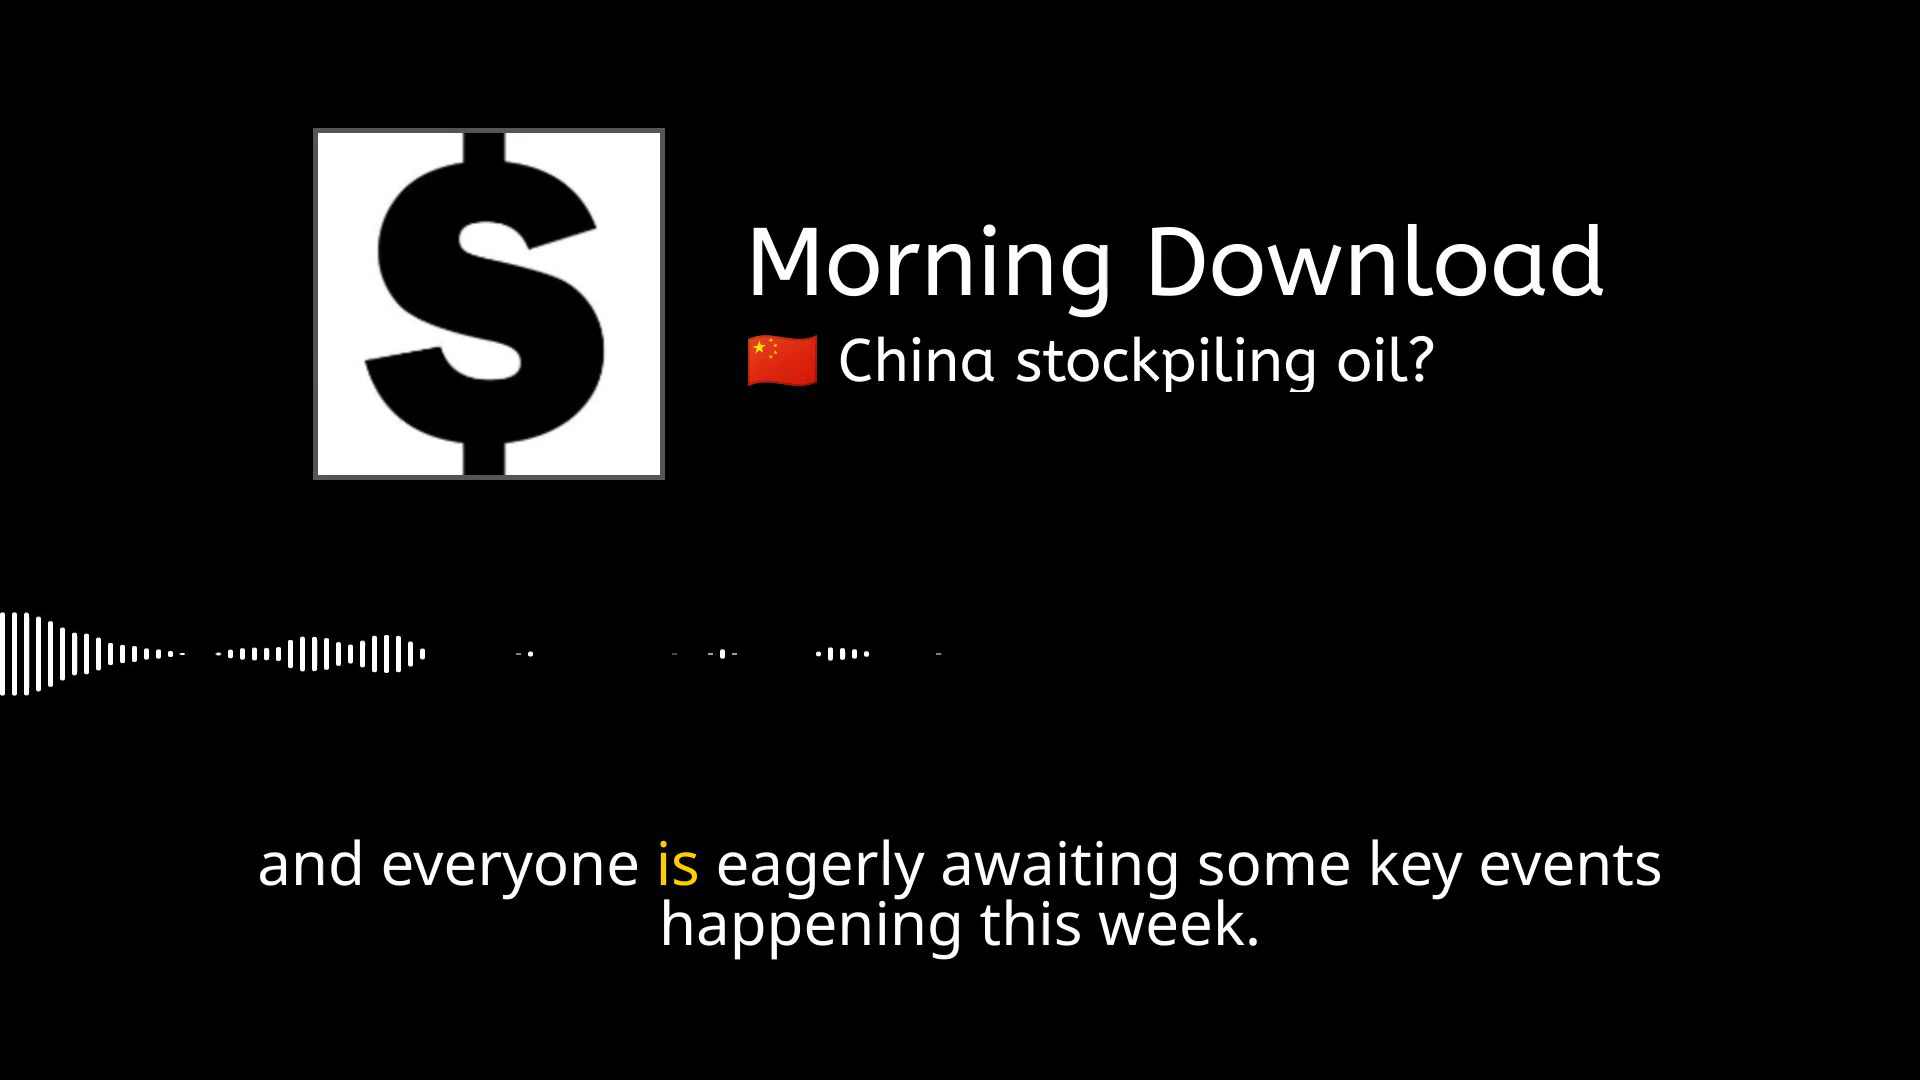 $
Morning Download
🇨🇳 China stockpiling oil?
and everyone is eagerly awaiting some key events
happening this week.